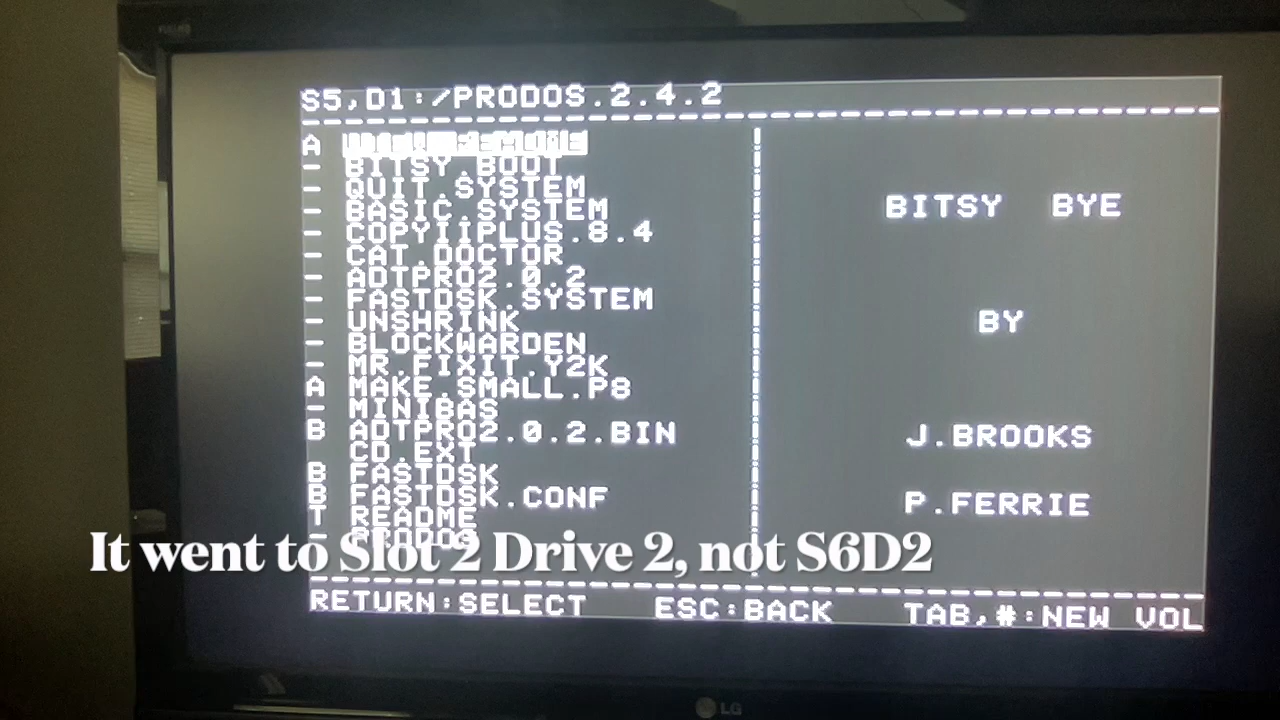 S5,D1:/PRODOS.2.4.2
A
- BITSY.BOOT
- QUIT.SYSTEM
- BASIC.SYSTEM
- COPYIIPLUS.8.4
- CAT.DOCTOR
- ADTPRO2.0.2
- FASTDSK.SYSTEM
- UNSHRINK
- BLOCKWARDEN
- MR.FIXIT.Y2K
A MAKE.SMALL.P8
- MINIBAS
B ADTPRO2.0.2.BIN
CD.EXT
B FASTDSK
B FASTDSK.CONF
T README
- PRODOS
BITSY BYE
BY
J.BROOKS
P.FERRIE
It went to Slot 2 Drive 2, not S6D2
RETURN:SELECT ESC:BACK TAB,#:NEW VOL
LG